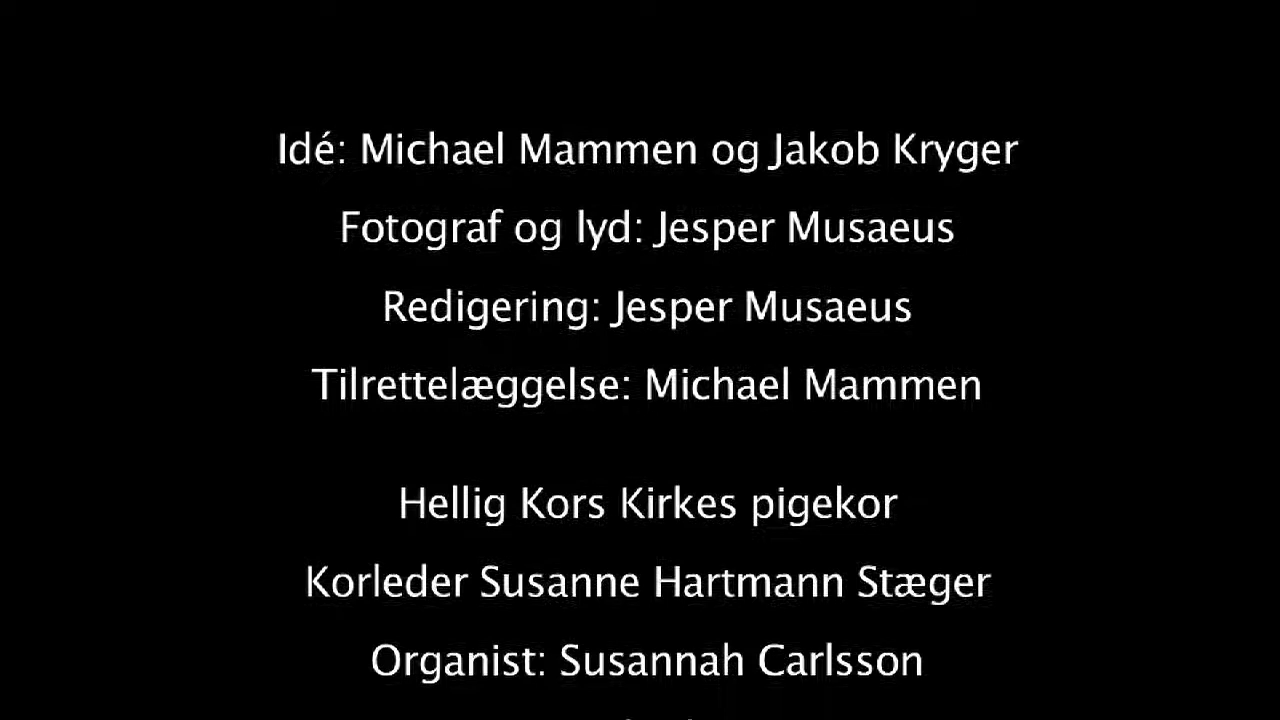 Idé: Michael Mammen og Jakob Kryger
Fotograf og lyd: Jesper Musaeus
Redigering: Jesper Musaeus
Tilrettelæggelse: Michael Mammen
Hellig Kors Kirkes pigekor
Korleder Susanne Hartmann Stæger
Organist: Susannah Carlsson